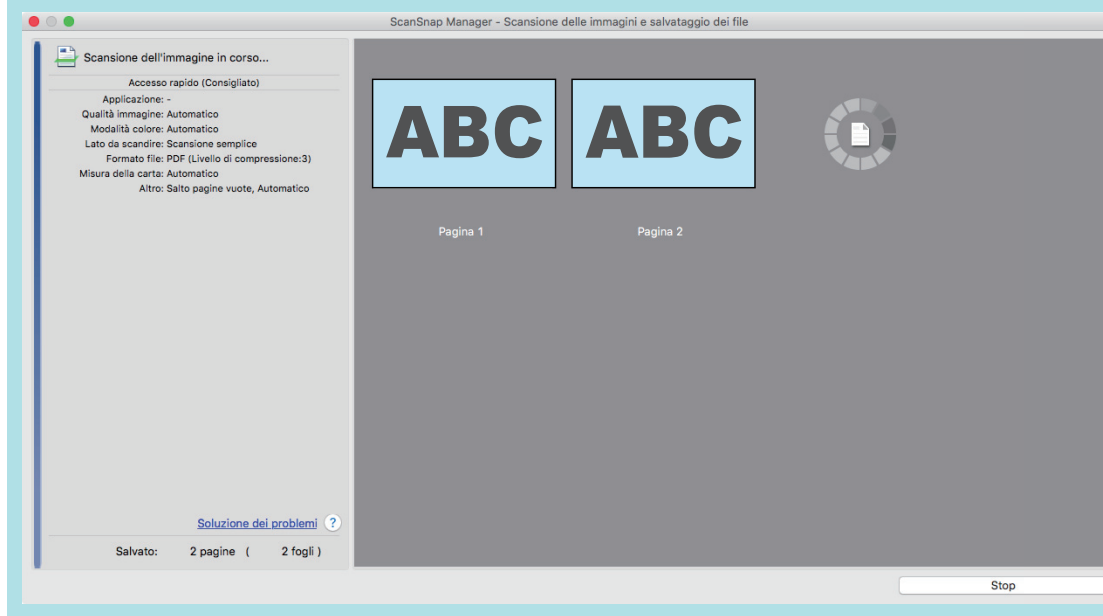 ScanSnap Manager - Scansione delle immagini e salvataggio dei file
Scansione dell'immagine in corso...
Accesso rapido (Consigliato)
Applicazione: -
Qualità immagine: Automatico
Modalità colore: Automatico
Lato da scandire: Scansione semplice
Formato file: PDF (Livello di compressione:3)
Misura della carta: Automatico
Altro: Salto pagine vuote, Automatico
ABC ABC
Pagina 1 Pagina 2
Soluzione dei problemi ?
Salvato: 2 pagine ( 2 fogli )
Stop